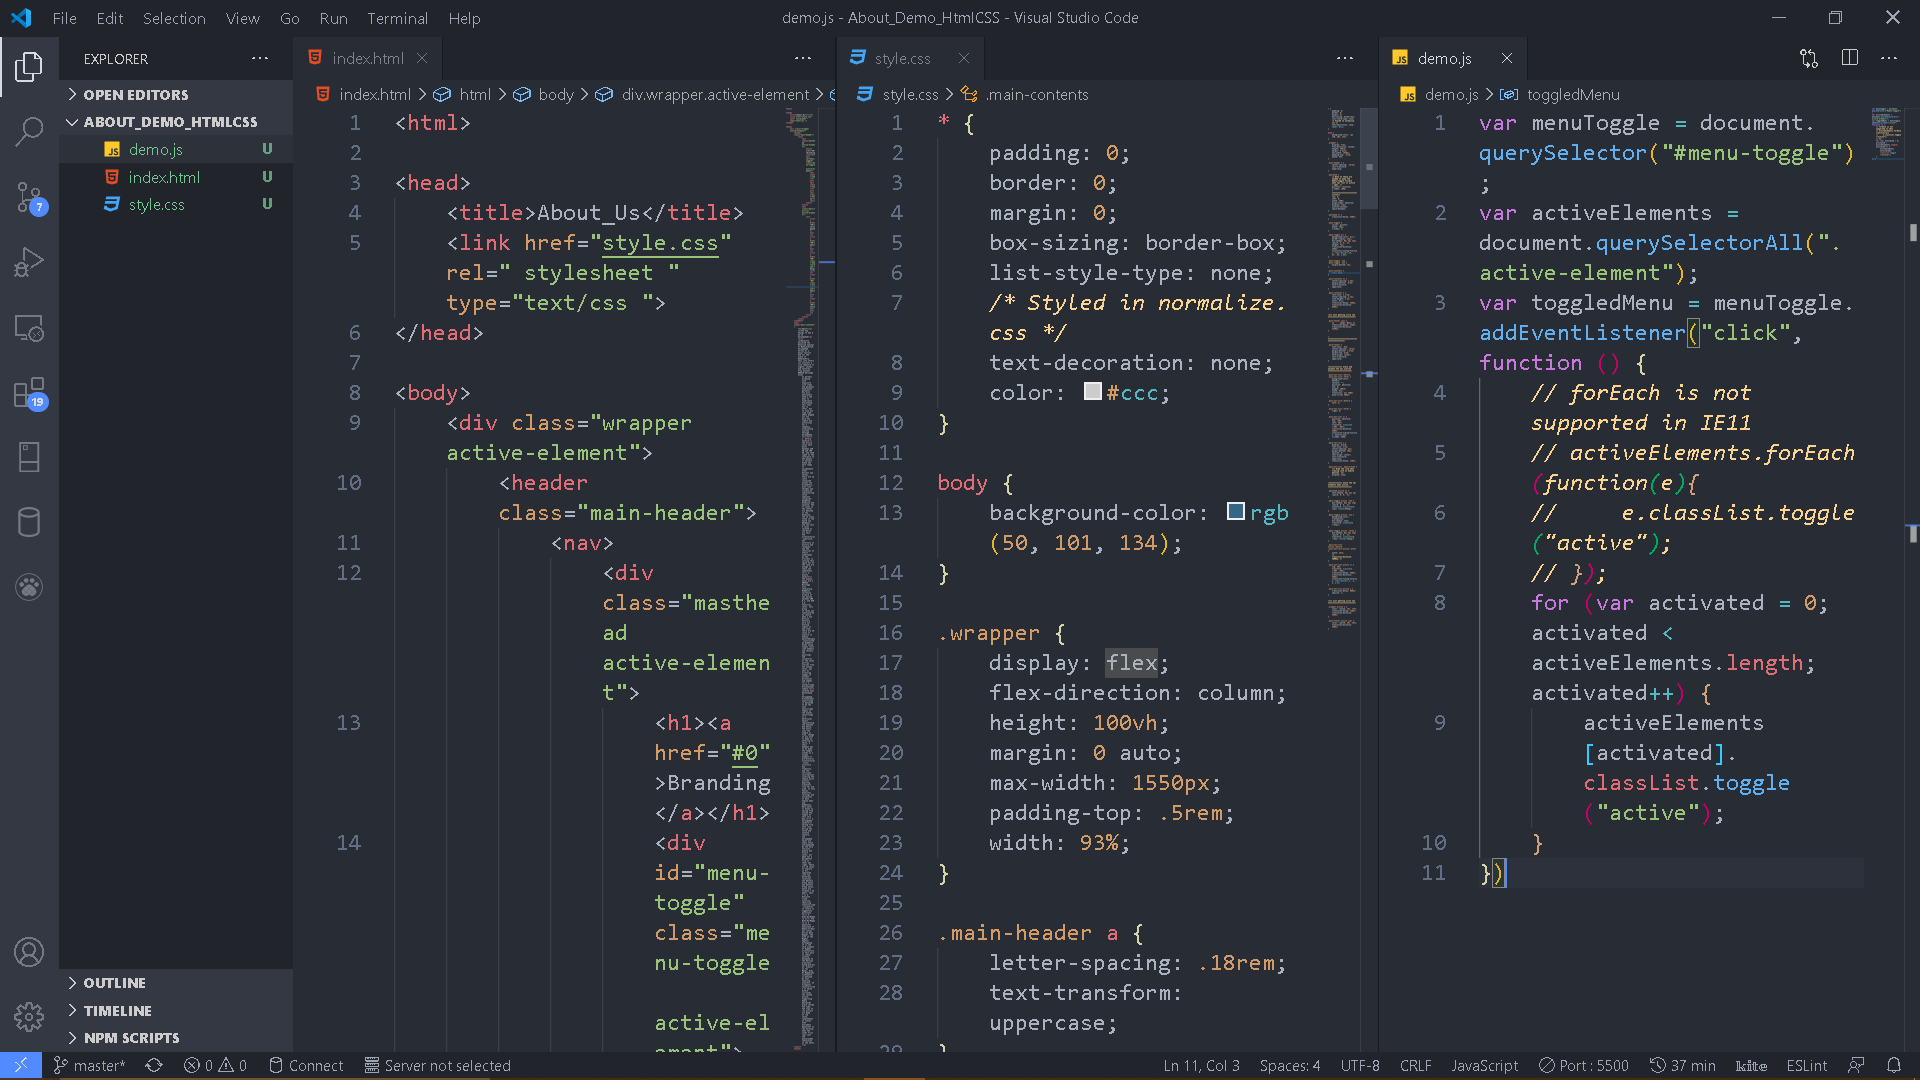 File Edit Selection View Go Run Terminal Help
demo.js - About_Demo_HtmlCSS - Visual Studio Code
EXPLORER
OPEN EDITORS
ABOUT_DEMO_HTMLCSS
demo.js U
index.html U
style.css U
OUTLINE
TIMELINE
NPM SCRIPTS
7
19
index.html
index.html > html > body > div.wrapper.active-element >
1 <html>
2
3 <head>
4 <title>About_Us</title>
5 <link href="style.css"
rel=" stylesheet "
type="text/css ">
6 </head>
7
8 <body>
9 <div class="wrapper
active-element">
10 <header
class="main-header">
11 <nav>
12 <div
class="masthe
ad
active-elemen
t">
13 <h1><a
href="#0"
>Branding
</a></h1>
14 <div
id="menu-
toggle"
class="me
nu-toggle
active-el
ement">
style.css
style.css > .main-contents
1 * {
2 padding: 0;
3 border: 0;
4 margin: 0;
5 box-sizing: border-box;
6 list-style-type: none;
7 /* Styled in normalize.
css */
8 text-decoration: none;
9 color: #ccc;
10 }
11
12 body {
13 background-color: rgb
(50, 101, 134);
14 }
15
16 .wrapper {
17 display: flex;
18 flex-direction: column;
19 height: 100vh;
20 margin: 0 auto;
21 max-width: 1550px;
22 padding-top: .5rem;
23 width: 93%;
24 }
25
26 .main-header a {
27 letter-spacing: .18rem;
28 text-transform:
uppercase;
29 }
JS demo.js
JS demo.js > toggledMenu
1 var menuToggle = document.
querySelector("#menu-toggle")
;
2 var activeElements =
document.querySelectorAll(".
active-element");
3 var toggledMenu = menuToggle.
addEventListener("click",
function () {
4 // forEach is not
supported in IE11
5 // activeElements.forEach
(function(e){
6 //     e.classList.toggle
("active");
7 // });
8 for (var activated = 0;
activated <
activeElements.length;
activated++) {
9 activeElements
[activated].
classList.toggle
("active");
10 }
11 })
master* 0 0 Connect Server not selected
Ln 11, Col 3 Spaces: 4 UTF-8 CRLF JavaScript Port : 5500 37 min kite ESLint